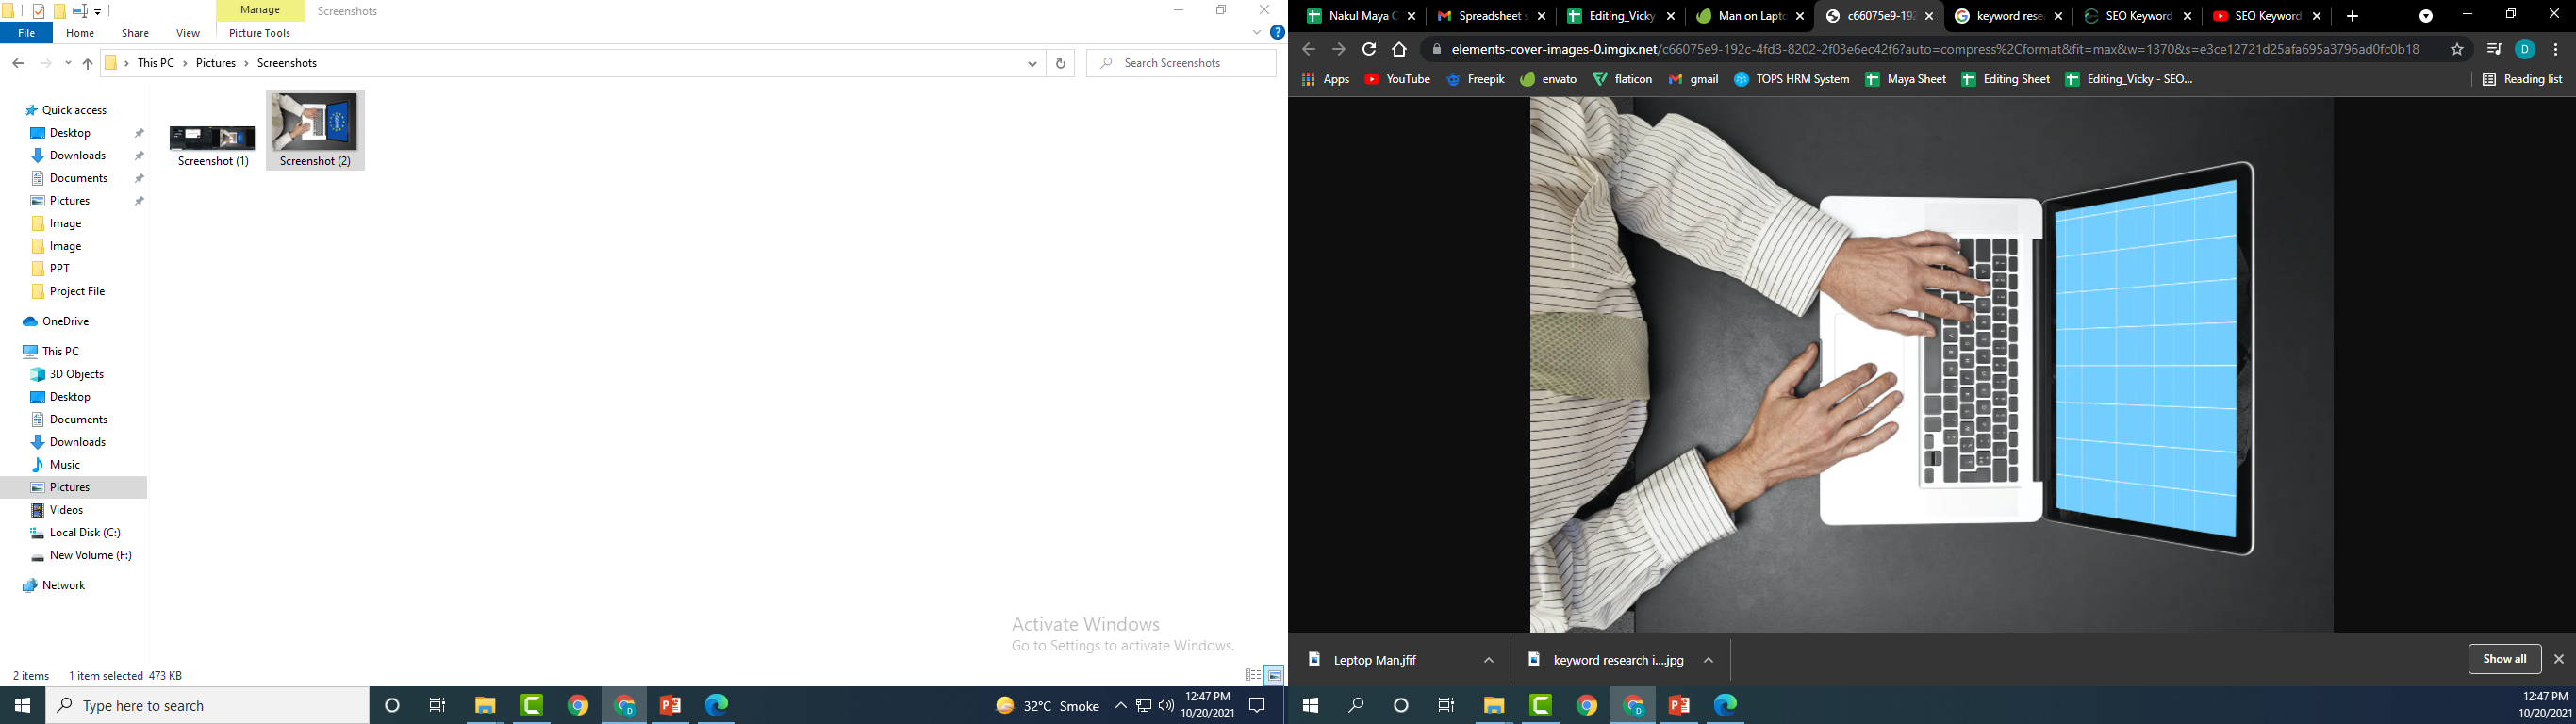 Manage
Screenshots
File
Home
Share
View
Picture Tools
This PC
Pictures
Screenshots
Search Screenshots
Quick access
Desktop
Downloads
Documents
Pictures
Image
Image
PPT
Project File
OneDrive
This PC
3D Objects
Desktop
Documents
Downloads
Music
Pictures
Videos
Local Disk (C:)
New Volume (F:)
Network
Screenshot (1)
Screenshot (2)
Activate Windows
Go to Settings to activate Windows.
2 items
1 item selected 473 KB
Type here to search
32°C Smoke
12:47 PM
10/20/2021
Nakul Maya
Spreadsheet
Editing_Vicky
Man on Lapt
c66075e9-192
keyword rese
SEO Keyword
SEO Keyword
elements-cover-images-0.imgix.net/c66075e9-192c-4fd3-8202-2f03e6ec42f6?auto=compress%2Cformat&fit=max&w=1370&s=e3ce12721d25afa695a3796ad0fc0b18
D
Apps
YouTube
Freepik
envato
flaticon
gmail
TOPS HRM System
Maya Sheet
Editing Sheet
Editing_Vicky - SEO...
Reading list
Leptop Man.jfif
keyword research i....jpg
Show all
12:47 PM
10/20/2021